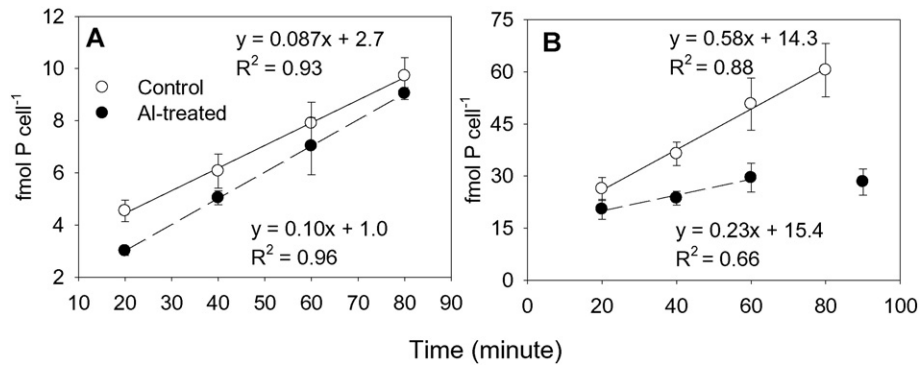 A
y = 0.087x + 2.7
R² = 0.93
Control
Al-treated
y = 0.10x + 1.0
R² = 0.96
fmol P cell⁻¹
12
10
8
6
4
2
10 20 30 40 50 60 70 80 90
B
y = 0.58x + 14.3
R² = 0.88
y = 0.23x + 15.4
R² = 0.66
fmol P cell⁻¹
75
60
45
30
15
0
0 20 40 60 80 100
Time (minute)